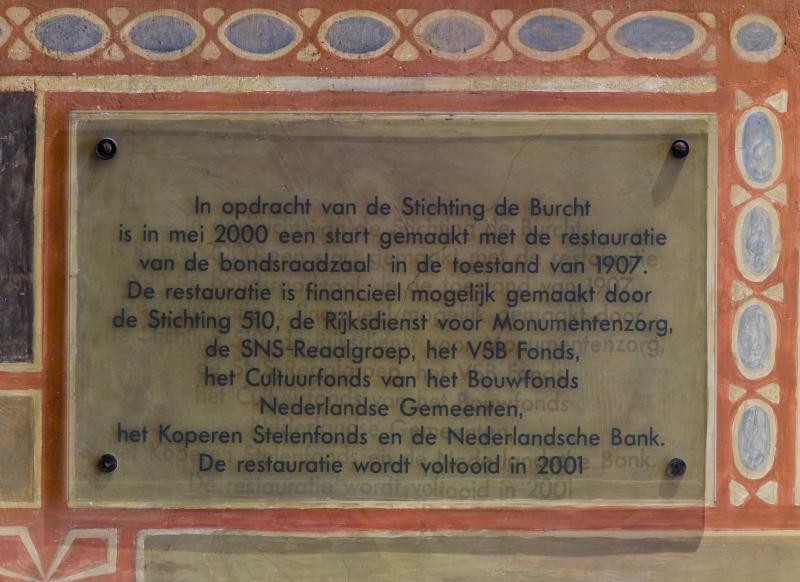 In opdracht van de Stichting de Burcht
is in mei 2000 een start gemaakt met de restauratie
van de bondsraadzaal in de toestand van 1907.
De restauratie is financieel mogelijk gemaakt door
de Stichting 510, de Rijksdienst voor Monumentenzorg,
de SNS-Reaalgroep, het VSB Fonds,
het Cultuurfonds van het Bouwfonds
Nederlandse Gemeenten,
het Koperen Stelenfonds en de Nederlandsche Bank.
De restauratie wordt voltooid in 2001